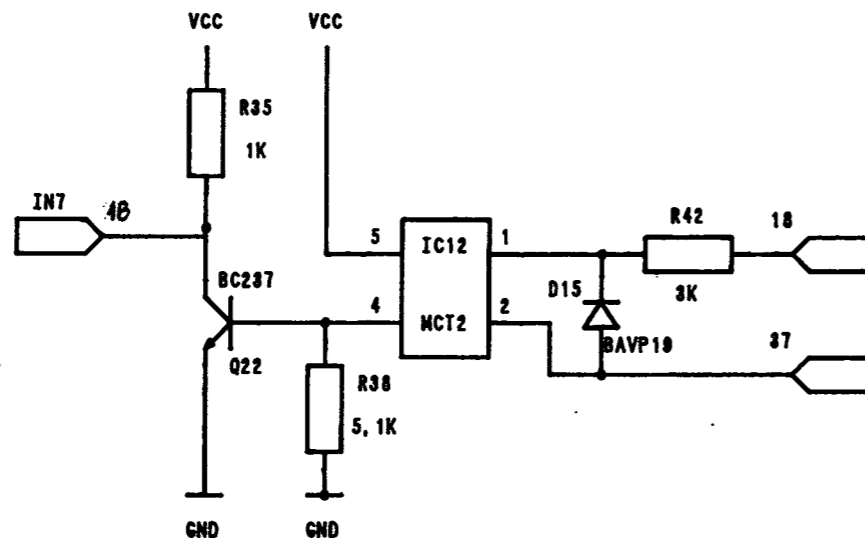 VCC VCC
R35
1K
IN7 4B
R42 18
5 IC12 1
BC237
D15 3K
4 MCT2 2
BAVP19 37
Q22
R38
5,1K
GND GND